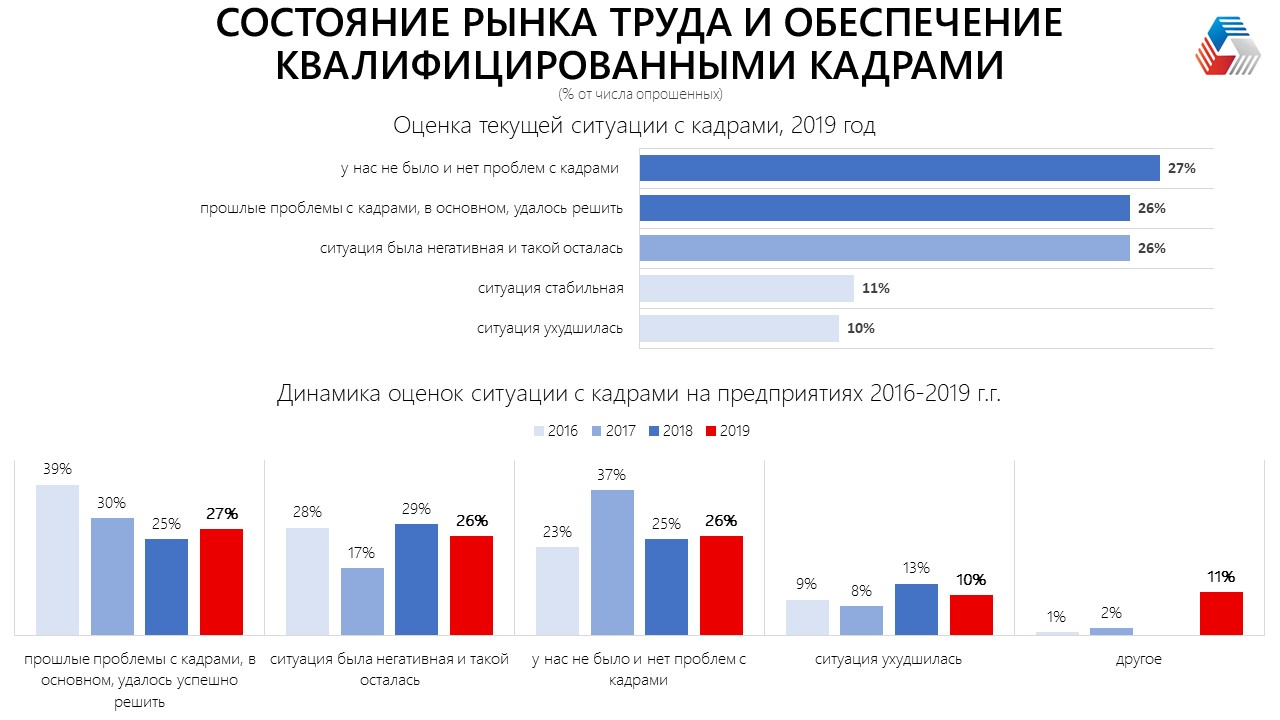 СОСТОЯНИЕ РЫНКА ТРУДА И ОБЕСПЕЧЕНИЕ
КВАЛИФИЦИРОВАННЫМИ КАДРАМИ
(% от числа опрошенных)
Оценка текущей ситуации с кадрами, 2019 год
у нас не было и нет проблем с кадрами 27%
прошлые проблемы с кадрами, в основном, удалось решить 26%
ситуация была негативная и такой осталась 26%
ситуация стабильная 11%
ситуация ухудшилась 10%
Динамика оценок ситуации с кадрами на предприятиях 2016-2019 г.г.
2016 2017 2018 2019
39% 30% 25% 27%
28% 17% 29% 26%
23% 37% 25% 26%
9% 8% 13% 10%
1% 2% 11%
прошлые проблемы с кадрами, в
основном, удалось успешно
решить
ситуация была негативная и такой
осталась
у нас не было и нет проблем с
кадрами
ситуация ухудшилась
другое